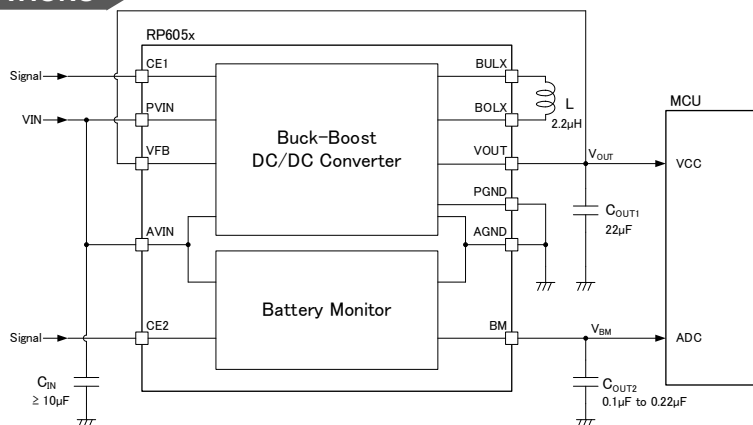 RP605x
Signal
CE1
BULX
VIN
PVIN
BOLX
L
2.2μH
MCU
Buck-Boost
DC/DC Converter
VFB
VOUT
VOUT
VCC
PGND
COUT1
22μF
AVIN
AGND
Battery Monitor
Signal
CE2
BM
VBM
ADC
CIN
≥ 10μF
COUT2
0.1μF to 0.22μF